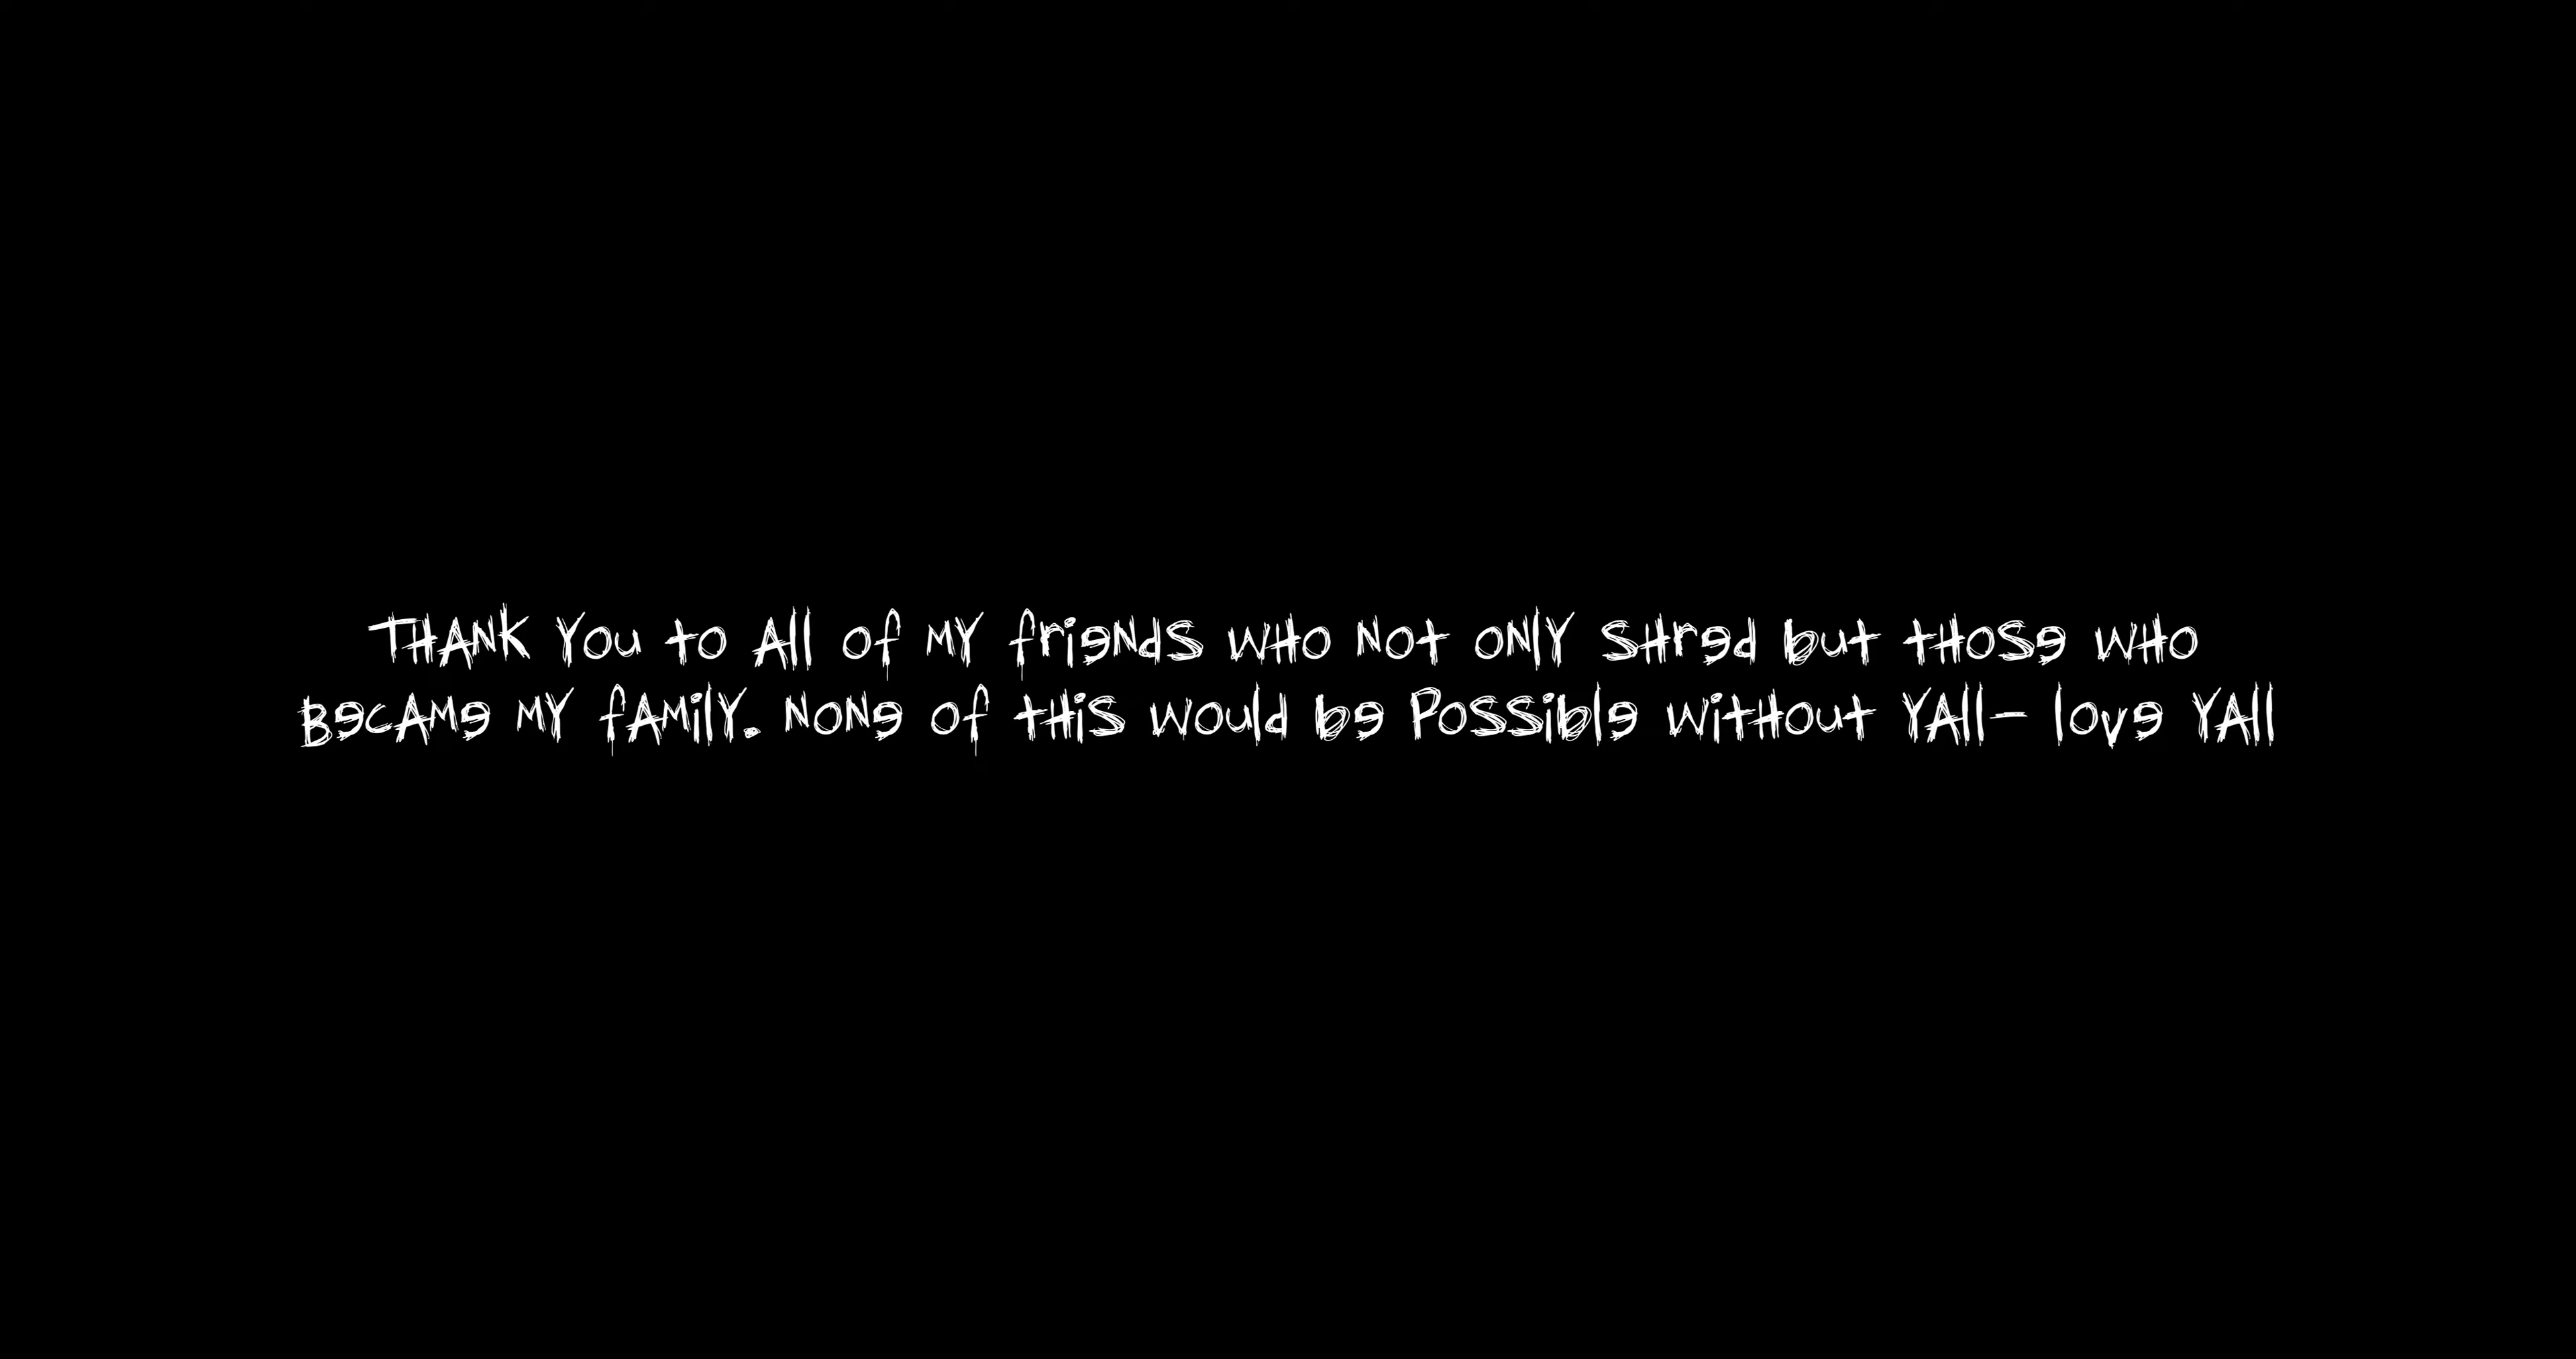 THANK YOU to All of MY friends WHO NOT ONLY SHred but tHOSe WHO
BecAMe MY fAMilY. NONe of tHis would be Possible WitHout YAll- love YAll